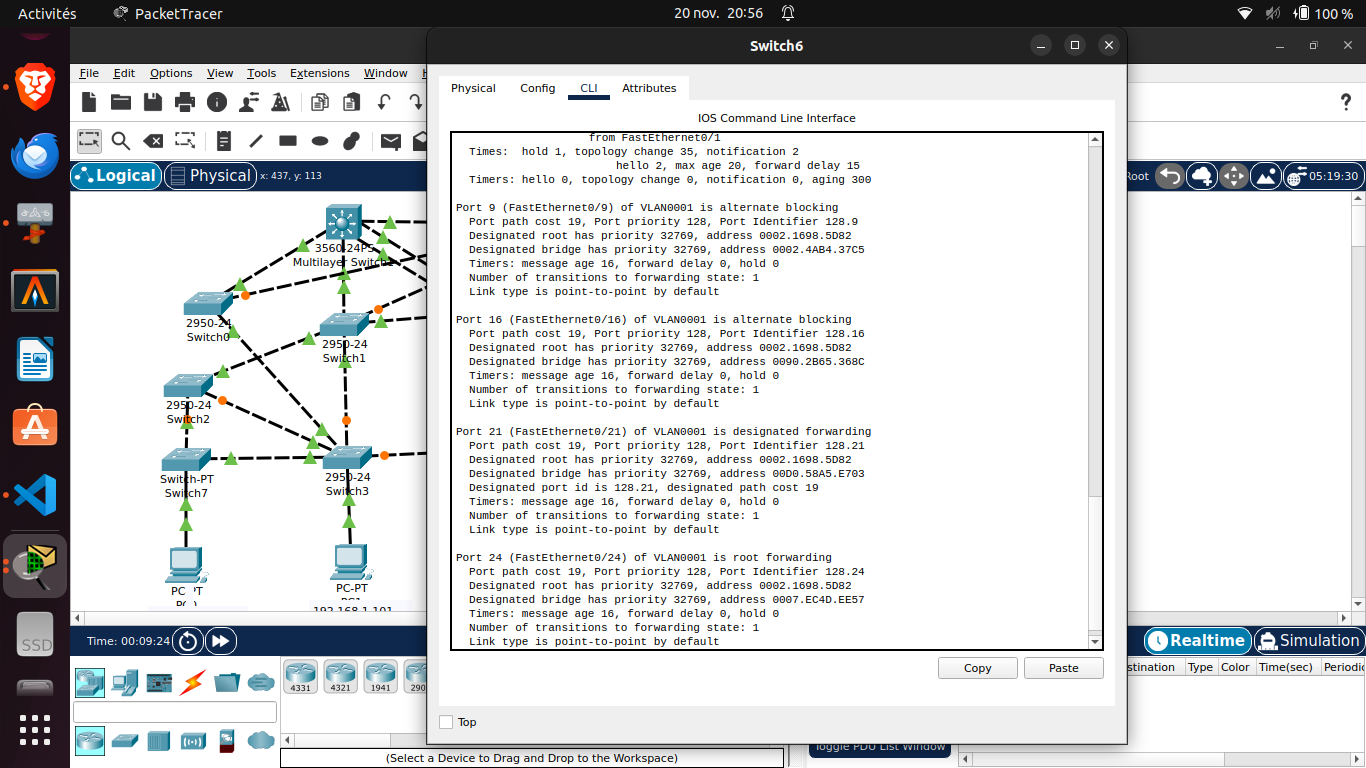 Activités
PacketTracer
20 nov. 20:56
100 %
Switch6
File Edit Options View Tools Extensions Window
Physical Config CLI Attributes
IOS Command Line Interface
Logical
Physical
x: 437, y: 113
Root
05:19:30
from FastEthernet0/1
Times: hold 1, topology change 35, notification 2
hello 2, max age 20, forward delay 15
Timers: hello 0, topology change 0, notification 0, aging 300
Port 9 (FastEthernet0/9) of VLAN0001 is alternate blocking
Port path cost 19, Port priority 128, Port Identifier 128.9
Designated root has priority 32769, address 0002.1698.5D82
Designated bridge has priority 32769, address 0002.4AB4.37C5
Timers: message age 16, forward delay 0, hold 0
Number of transitions to forwarding state: 1
Link type is point-to-point by default
Port 16 (FastEthernet0/16) of VLAN0001 is alternate blocking
Port path cost 19, Port priority 128, Port Identifier 128.16
Designated root has priority 32769, address 0002.1698.5D82
Designated bridge has priority 32769, address 0090.2B65.368C
Timers: message age 16, forward delay 0, hold 0
Number of transitions to forwarding state: 1
Link type is point-to-point by default
Port 21 (FastEthernet0/21) of VLAN0001 is designated forwarding
Port path cost 19, Port priority 128, Port Identifier 128.21
Designated root has priority 32769, address 0002.1698.5D82
Designated bridge has priority 32769, address 00D0.58A5.E703
Designated port id is 128.21, designated path cost 19
Timers: message age 16, forward delay 0, hold 0
Number of transitions to forwarding state: 1
Link type is point-to-point by default
Port 24 (FastEthernet0/24) of VLAN0001 is root forwarding
Port path cost 19, Port priority 128, Port Identifier 128.24
Designated root has priority 32769, address 0002.1698.5D82
Designated bridge has priority 32769, address 0007.EC4D.EE57
Timers: message age 16, forward delay 0, hold 0
Number of transitions to forwarding state: 1
Link type is point-to-point by default
Copy
Paste
Top
3560-24PS
Multilayer
2950-24
Switch0
2950-24
Switch1
2950-24
Switch2
Switch-PT
Switch7
2950-24
Switch3
PC-PT
PC-PT
192.168.1.101
Time: 00:09:24
Realtime
Simulation
Type Color Time(sec)
4331
4321
1941
SSD
(Select a Device to Drag and Drop to the Workspace)
Toggle PDU List Window